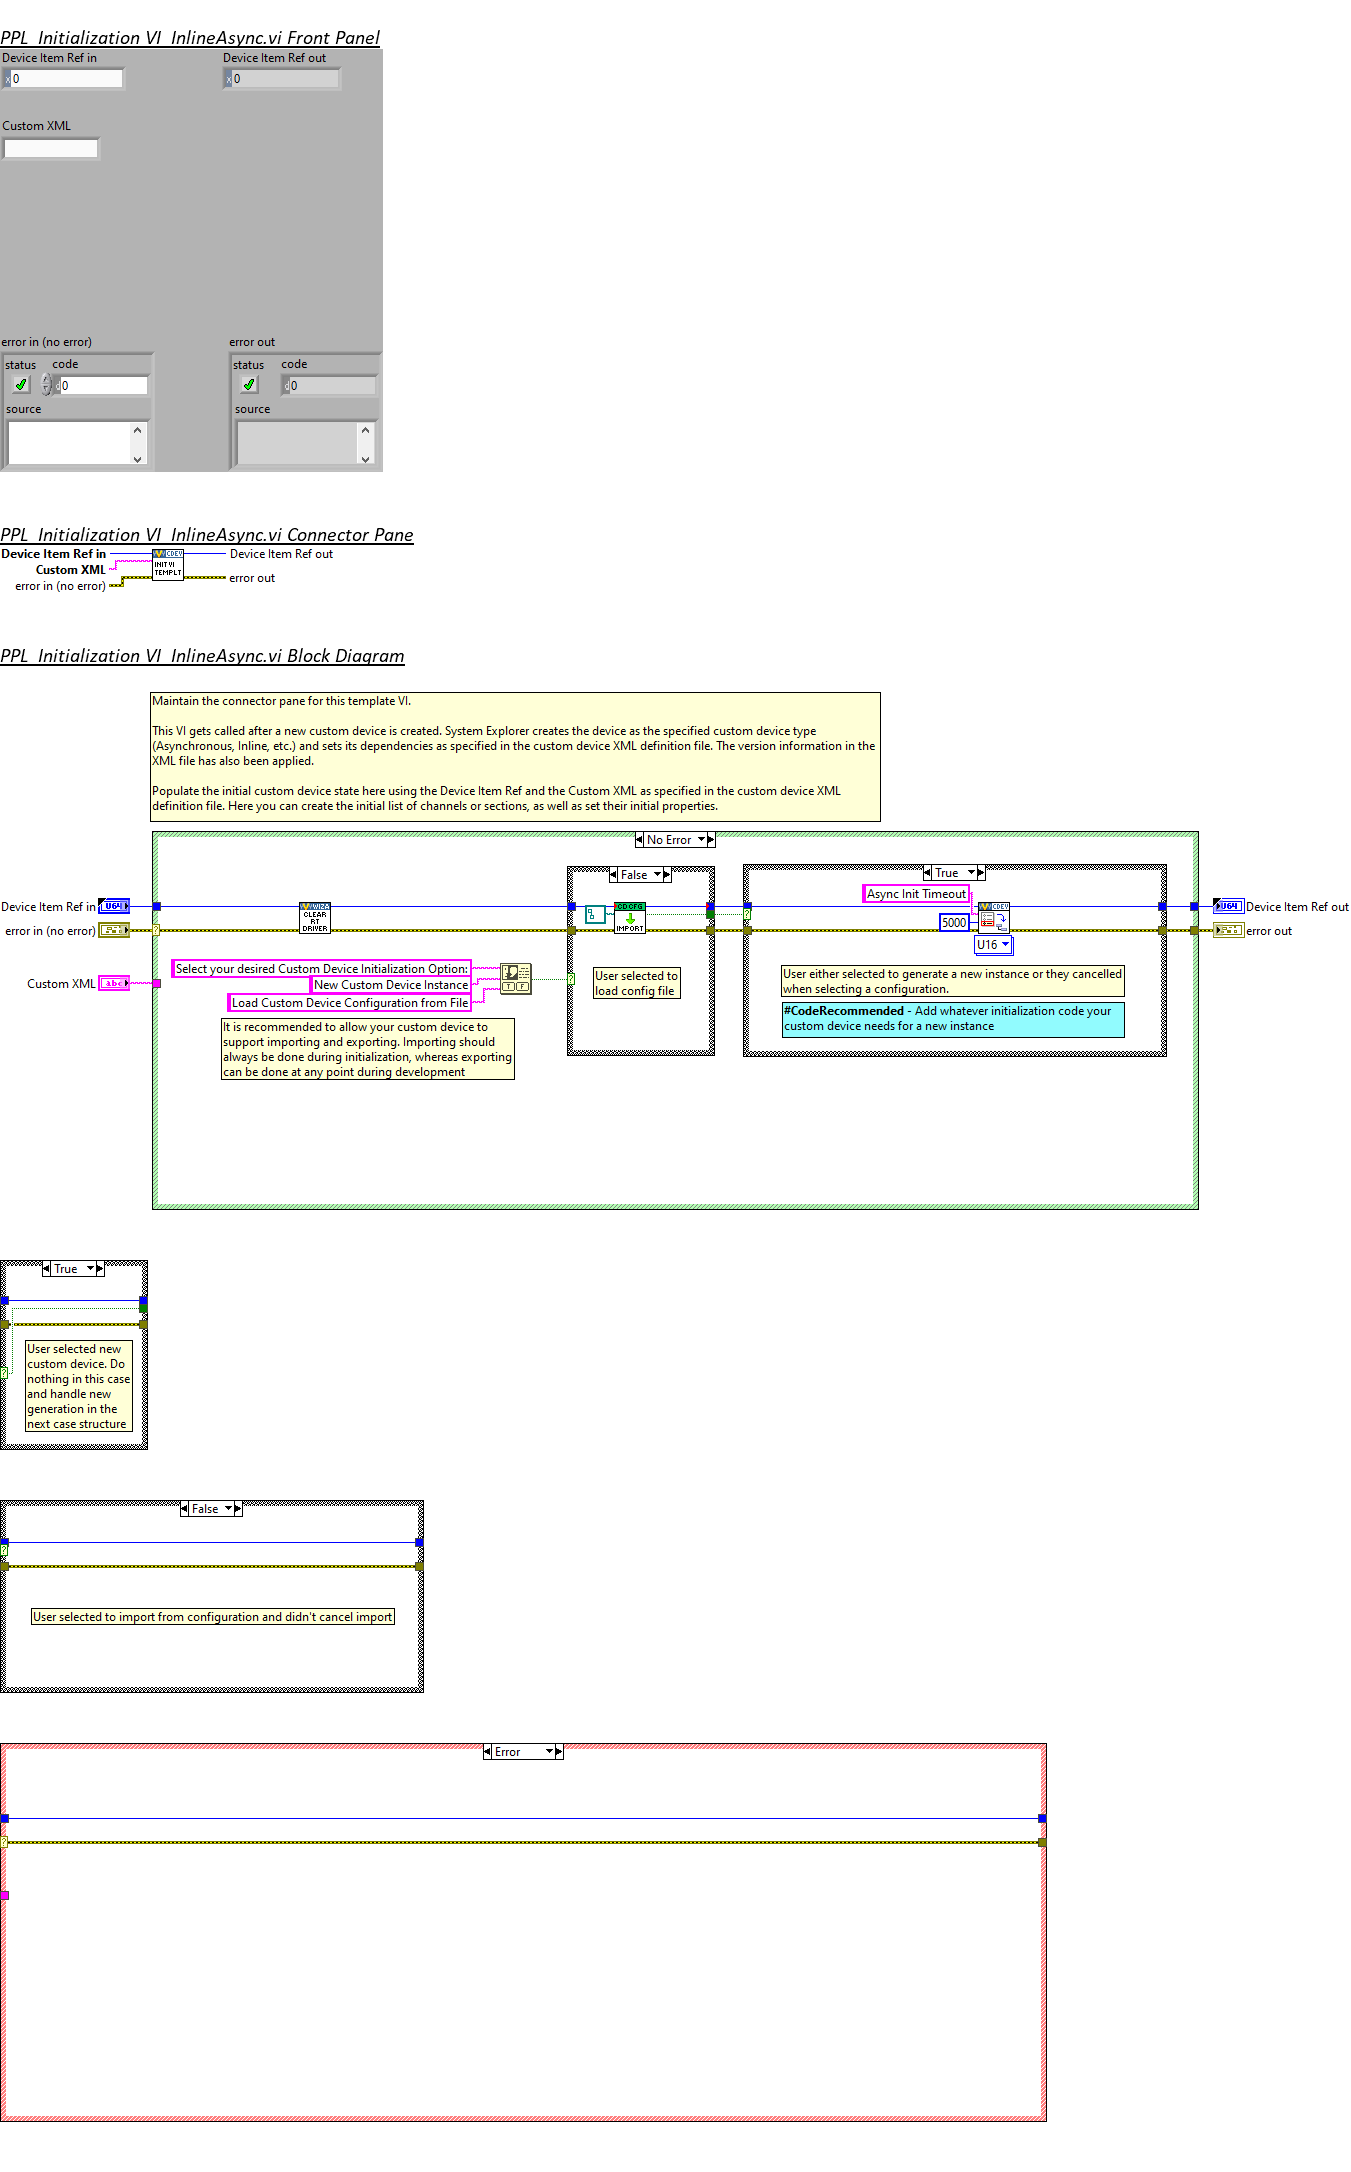 PPL  Initialization VI  InlineAsync.vi Front Panel
Device Item Ref in
Device Item Ref out
x 0
x 0
Custom XML
error in (no error)
error out
status
code
status
code
d 0
d 0
source
source
PPL  Initialization VI  InlineAsync.vi Connector Pane
Device Item Ref in
Device Item Ref out
Custom XML
error in (no error)
error out
CDEV
INIT VI
TEMPLT
PPL  Initialization VI  InlineAsync.vi Block Diagram
Maintain the connector pane for this template VI.
This VI gets called after a new custom device is created. System Explorer creates the device as the specified custom device type
(Asynchronous, Inline, etc.) and sets its dependencies as specified in the custom device XML definition file. The version information in the
XML file has also been applied.
Populate the initial custom device state here using the Device Item Ref and the Custom XML as specified in the custom device XML
definition file. Here you can create the initial list of channels or sections, as well as set their initial properties.
No Error
False
True
Async Init Timeout
Device Item Ref in
U64
CLEAR
RT
DRIVER
CD CFG
IMPORT
CDEV
U64
Device Item Ref out
error in (no error)
?
?
5000
error out
U16
Select your desired Custom Device Initialization Option:
New Custom Device Instance
Load Custom Device Configuration from File
T F
?
User selected to
load config file
User either selected to generate a new instance or they cancelled
when selecting a configuration.
Custom XML
abc
#CodeRecommended - Add whatever initialization code your
custom device needs for a new instance
It is recommended to allow your custom device to
support importing and exporting. Importing should
always be done during initialization, whereas exporting
can be done at any point during development
True
?
User selected new
custom device. Do
nothing in this case
and handle new
generation in the
next case structure
False
?
User selected to import from configuration and didn't cancel import
Error
?